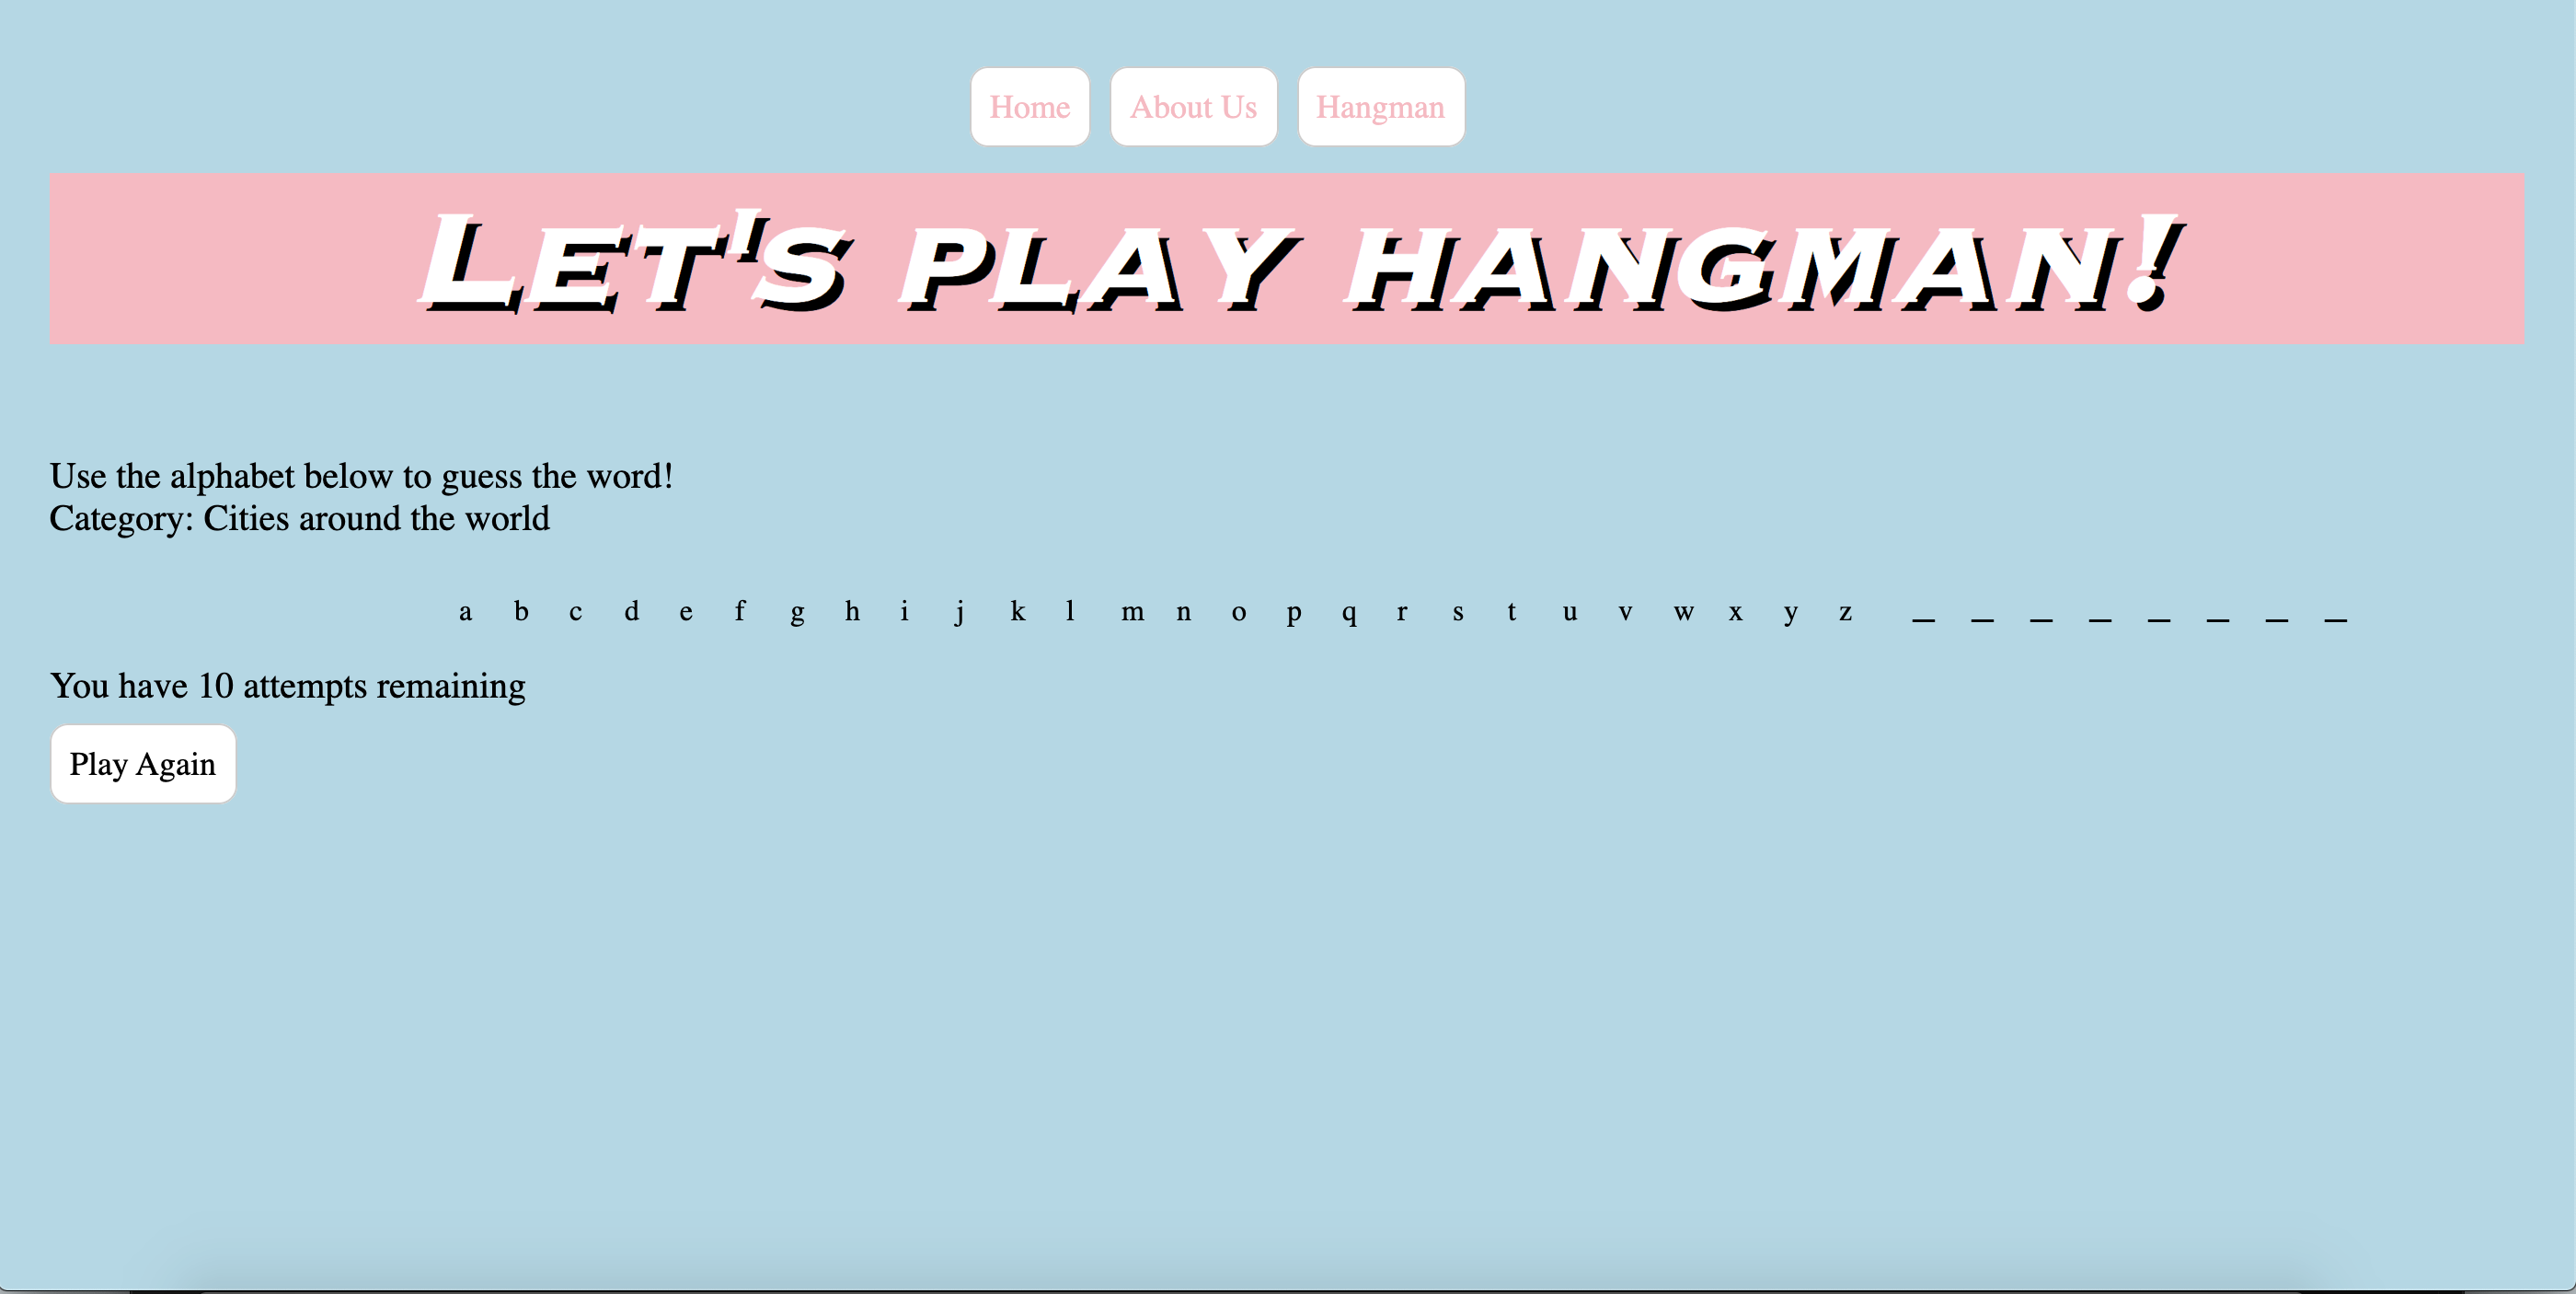 Home About Us Hangman
Let's play hangman!
Use the alphabet below to guess the word!
Category: Cities around the world
a b c d e f g h i j k l m n o p q r s t u v w x y z _ _ _ _ _ _ _ _
You have 10 attempts remaining
Play Again